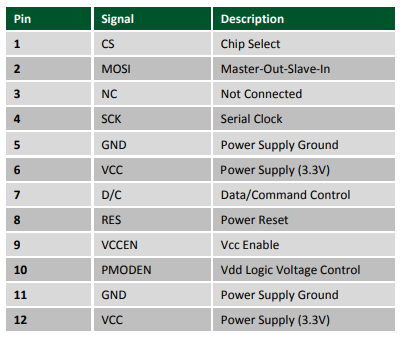 Pin Signal Description
1 CS Chip Select
2 MOSI Master-Out-Slave-In
3 NC Not Connected
4 SCK Serial Clock
5 GND Power Supply Ground
6 VCC Power Supply (3.3V)
7 D/C Data/Command Control
8 RES Power Reset
9 VCCEN Vcc Enable
10 PMODEN Vdd Logic Voltage Control
11 GND Power Supply Ground
12 VCC Power Supply (3.3V)